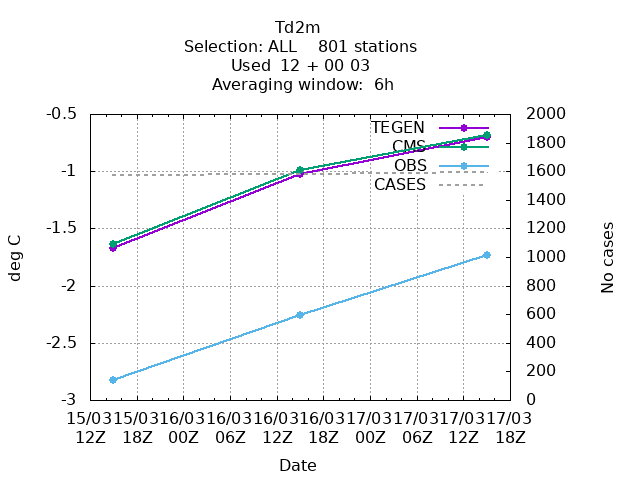 Td2m
Selection: ALL    801 stations
Used 12 + 00 03
Averaging window:  6h
TEGEN
CMS
OBS
CASES
-0.5
-1
-1.5
-2
-2.5
-3
2000
1800
1600
1400
1200
1000
800
600
400
200
0
deg C
No cases
15/03 15/03 16/03 16/03 16/03 16/03 17/03 17/03 17/03 17/03
12Z 18Z 00Z 06Z 12Z 18Z 00Z 06Z 12Z 18Z
Date